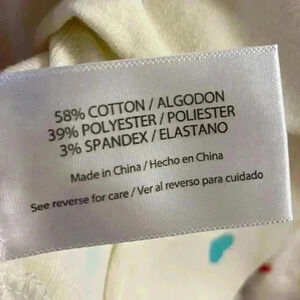 58% COTTON / ALGODON
39% POLYESTER / POLIESTER
3% SPANDEX / ELASTANO
Made in China / Hecho en China
See reverse for care / Ver al reverso para cuidado